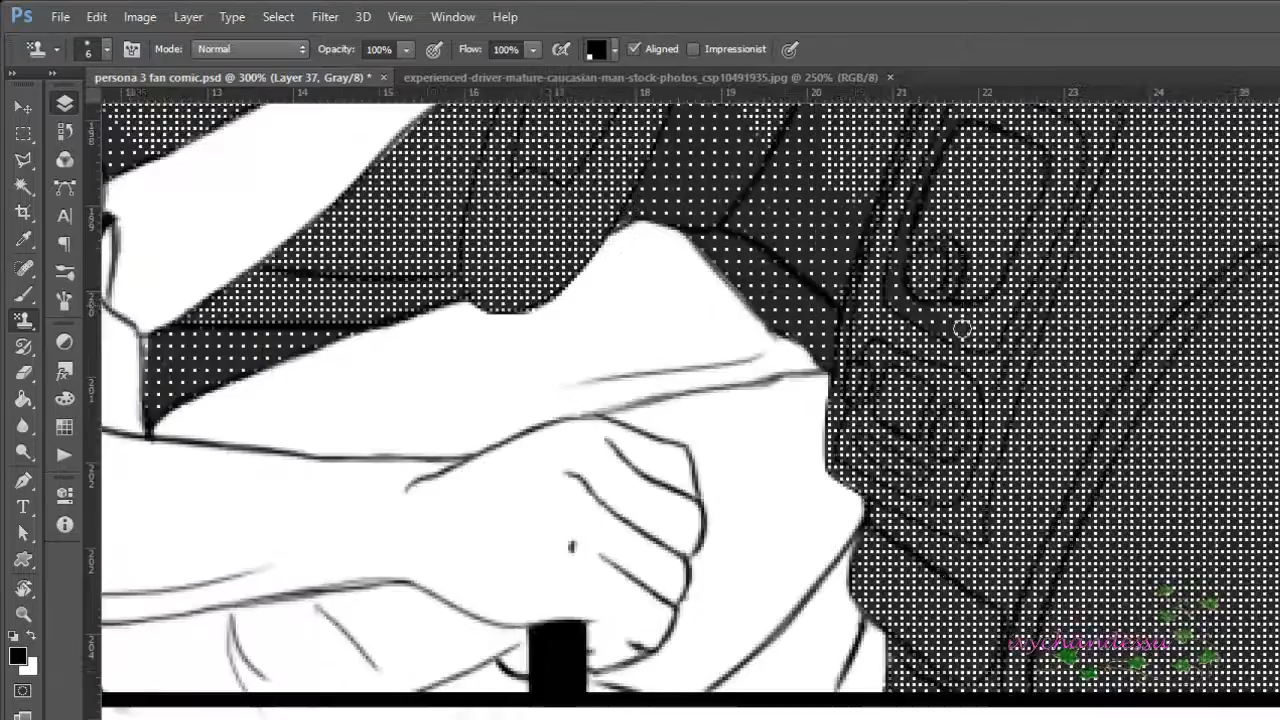 Ps File Edit Image Layer Type Select Filter 3D View Window Help
6 Mode: Normal Opacity: 100% Flow: 100% Aligned Impressionist
persona 3 fan comic.psd @ 300% (Layer 37, Gray/8) * × experienced-driver-mature-caucasian-man-stock-photos_csp10491935.jpg @ 250% (RGB/8) ×
13 14 15 16 17 18 19 20 21 22 23 24 25